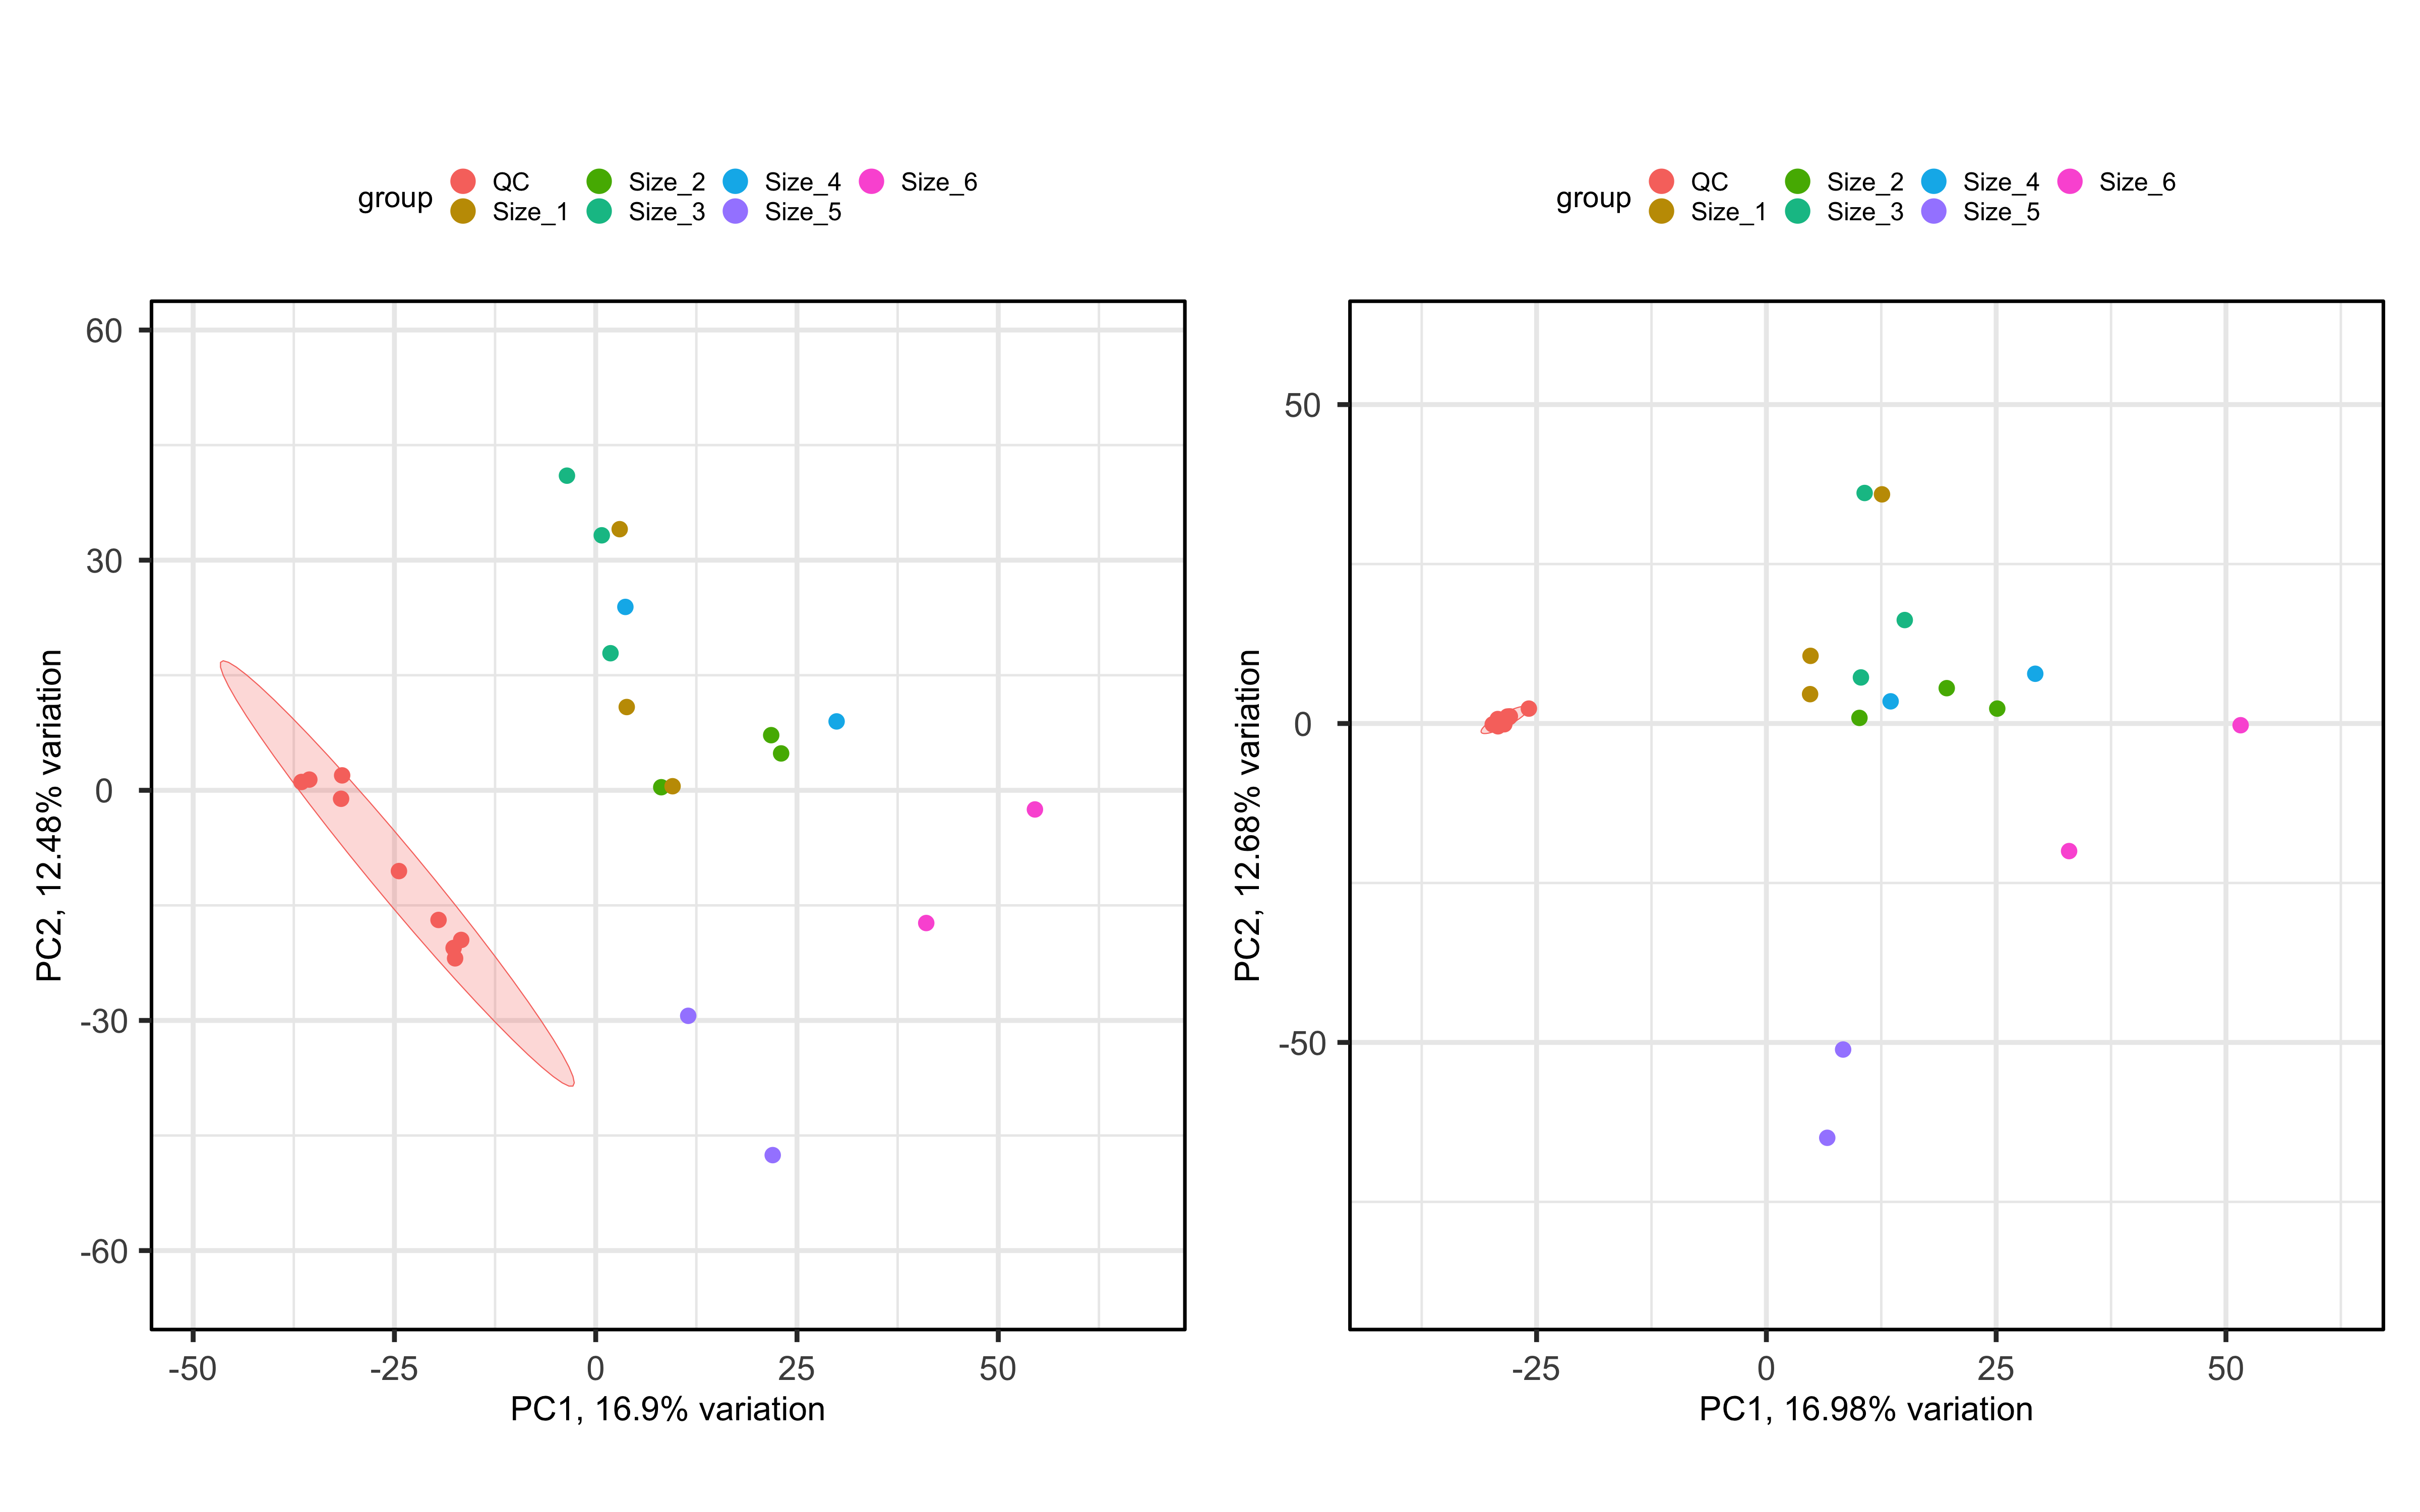 group QC Size_2 Size_4 Size_6
Size_1 Size_3 Size_5
60
30
0
-30
-60
PC2, 12.48% variation
-50 -25 0 25 50
PC1, 16.9% variation
group QC Size_2 Size_4 Size_6
Size_1 Size_3 Size_5
50
0
-50
PC2, 12.68% variation
-25 0 25 50
PC1, 16.98% variation